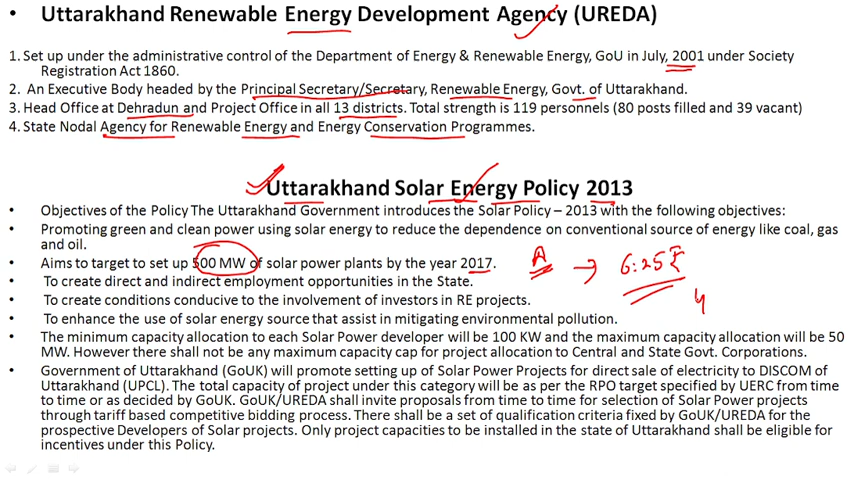 • Uttarakhand Renewable Energy Development Agency (UREDA)
1. Set up under the administrative control of the Department of Energy & Renewable Energy, GoU in July, 2001 under Society
Registration Act 1860.
2. An Executive Body headed by the Principal Secretary/Secretary, Renewable Energy, Govt. of Uttarakhand.
3. Head Office at Dehradun and Project Office in all 13 districts. Total strength is 119 personnels (80 posts filled and 39 vacant)
4. State Nodal Agency for Renewable Energy and Energy Conservation Programmes.
Uttarakhand Solar Energy Policy 2013
• Objectives of the Policy The Uttarakhand Government introduces the Solar Policy – 2013 with the following objectives:
• Promoting green and clean power using solar energy to reduce the dependence on conventional source of energy like coal, gas
and oil.
• Aims to target to set up 500 MW of solar power plants by the year 2017.
A → 6.25₹
• To create direct and indirect employment opportunities in the State.
• To create conditions conducive to the involvement of investors in RE projects.
• To enhance the use of solar energy source that assist in mitigating environmental pollution.
• The minimum capacity allocation to each Solar Power developer will be 100 KW and the maximum capacity allocation will be 50
MW. However there shall not be any maximum capacity cap for project allocation to Central and State Govt. Corporations.
• Government of Uttarakhand (GoUK) will promote setting up of Solar Power Projects for direct sale of electricity to DISCOM of
Uttarakhand (UPCL). The total capacity of project under this category will be as per the RPO target specified by UERC from time
to time or as decided by GoUK. GOUK/UREDA shall invite proposals from time to time for selection of Solar Power projects
through tariff based competitive bidding process. There shall be a set of qualification criteria fixed by GoUK/UREDA for the
prospective Developers of Solar projects. Only project capacities to be installed in the state of Uttarakhand shall be eligible for
incentives under this Policy.